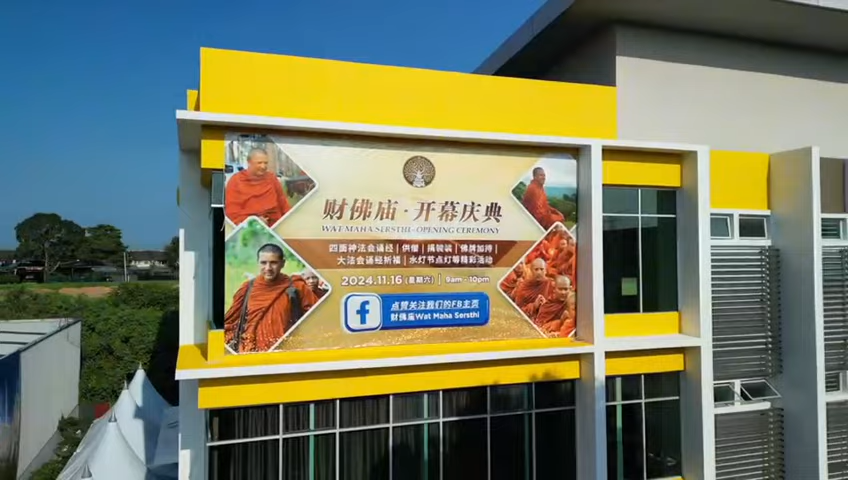 财佛庙·开幕庆典
WAT MAHA SERSTHI-OPENING CEREMONY
四面神法会诵经 | 供僧 | 捐骏装 | 佛牌加持 |
大法会诵经祈福 | 水灯节点灯等精彩活动
2024.11.16 (星期六) | 9am - 10pm
点赞关注我们的FB主页
财佛庙Wat Maha Sersthi